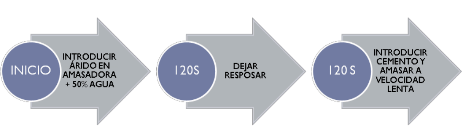 INICIO
INTRODUCIR
ÁRIDO EN
AMASADORA
+ 50% AGUA
120S
DEJAR
RESPOSAR
120 S
INTRODUCIR
CEMENTO Y
AMASAR A
VELOCIDAD
LENTA